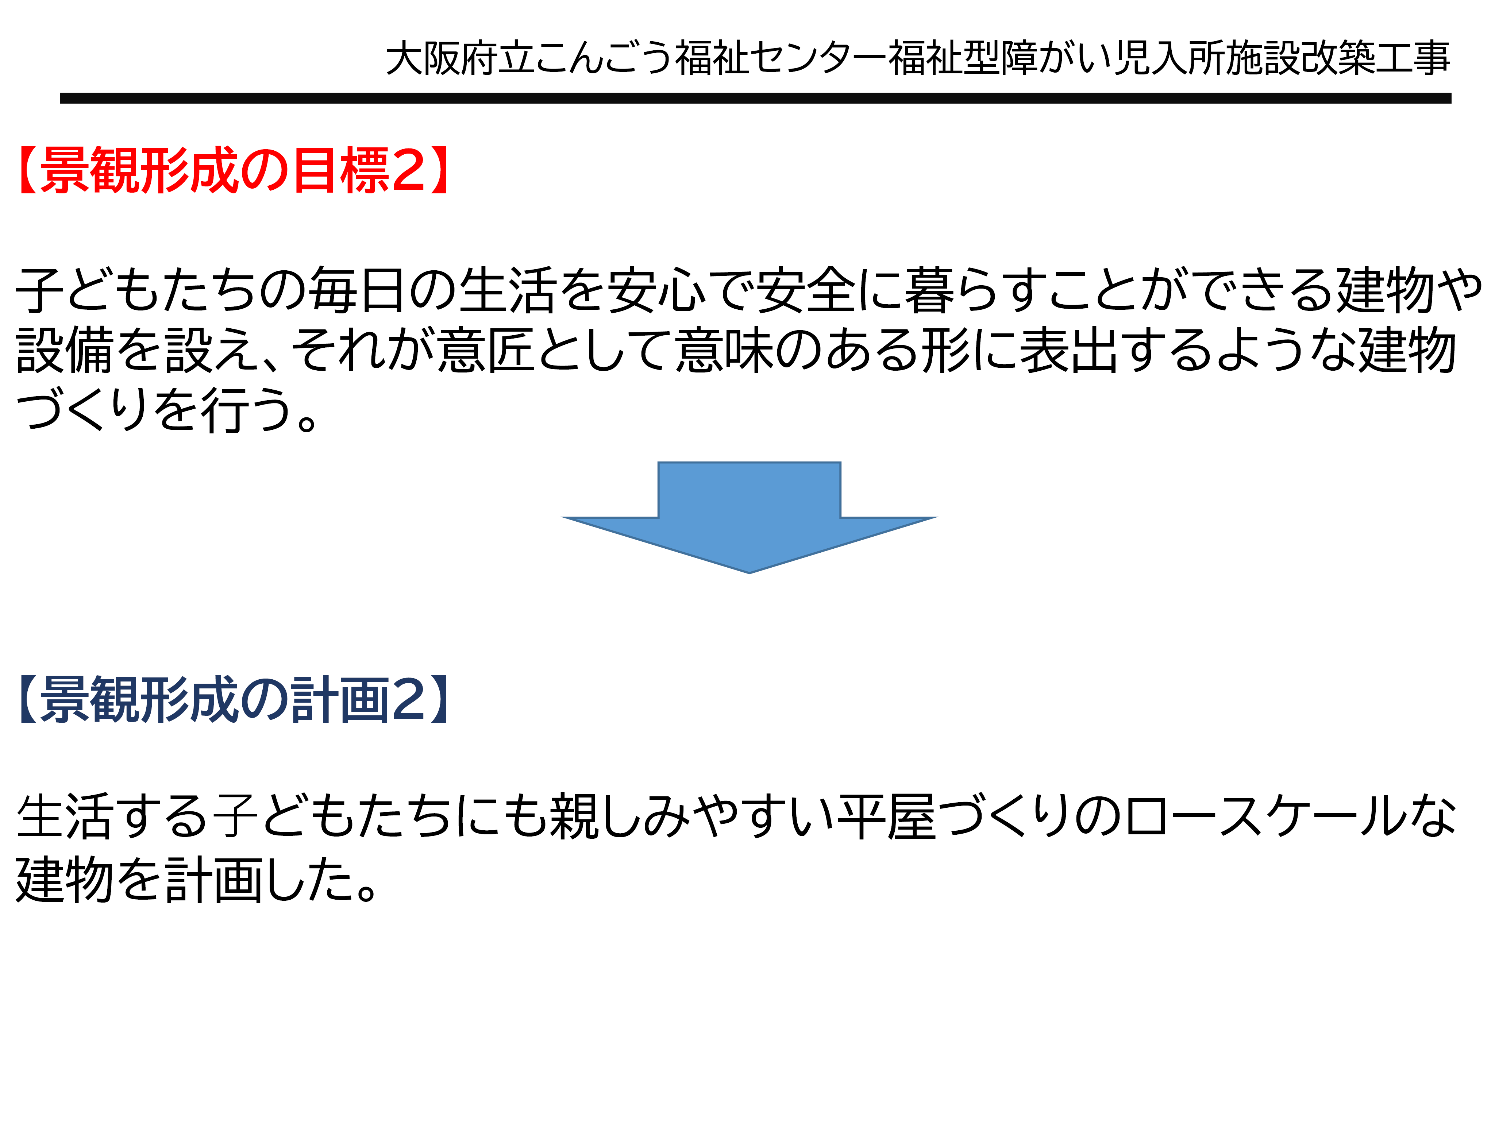 大阪府立こんごう福祉センター福祉型障がい児入所施設改築工事
【景観形成の目標2】
子どもたちの毎日の生活を安心で安全に暮らすことができる建物や
設備を設え、それが意匠として意味のある形に表出するような建物
づくりを行う。
【景観形成の計画2】
生活する子どもたちにも親しみやすい平屋づくりのロースケールな
建物を計画した。